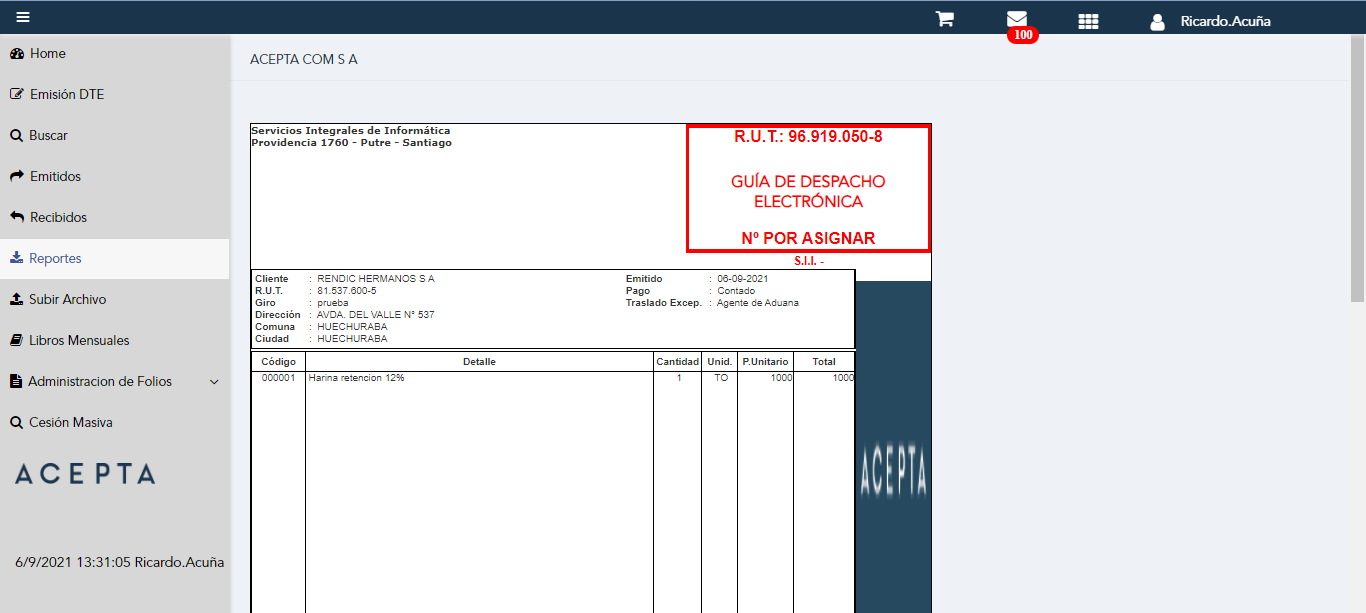 Ricardo.Acuña
100
Home
Emisión DTE
Buscar
Emitidos
Recibidos
Reportes
Subir Archivo
Libros Mensuales
Administracion de Folios
Cesión Masiva
ACEPTA
6/9/2021 13:31:05 Ricardo.Acuña
ACEPTA COM S A
Servicios Integrales de Informática
Providencia 1760 - Putre - Santiago
R.U.T.: 96.919.050-8
GUÍA DE DESPACHO
ELECTRÓNICA
Nº POR ASIGNAR
S.I.I. -
Cliente : RENDIC HERMANOS S A Emitido : 06-09-2021
R.U.T. : 81.537.600-5 Pago : Contado
Giro : prueba Traslado Excep. : Agente de Aduana
Dirección : AVDA. DEL VALLE N° 537
Comuna : HUECHURABA
Ciudad : HUECHURABA
Código Detalle Cantidad Unid. P.Unitario Total
000001 Harina retencion 12% 1 TO 1000 1000
ACEPTA